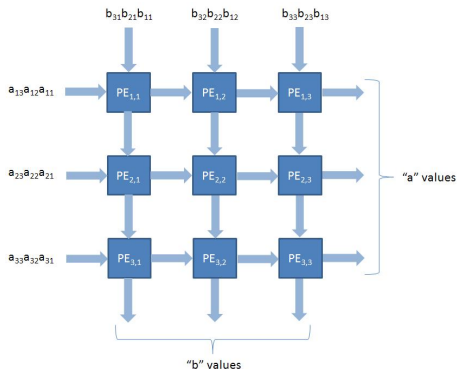 b₃₁b₂₁b₁₁ b₃₂b₂₂b₁₂ b₃₃b₂₃b₁₃
a₁₃a₁₂a₁₁ PE₁,₁ PE₁,₂ PE₁,₃
a₂₃a₂₂a₂₁ PE₂,₁ PE₂,₂ PE₂,₃ “a” values
a₃₃a₃₂a₃₁ PE₃,₁ PE₃,₂ PE₃,₃
“b” values